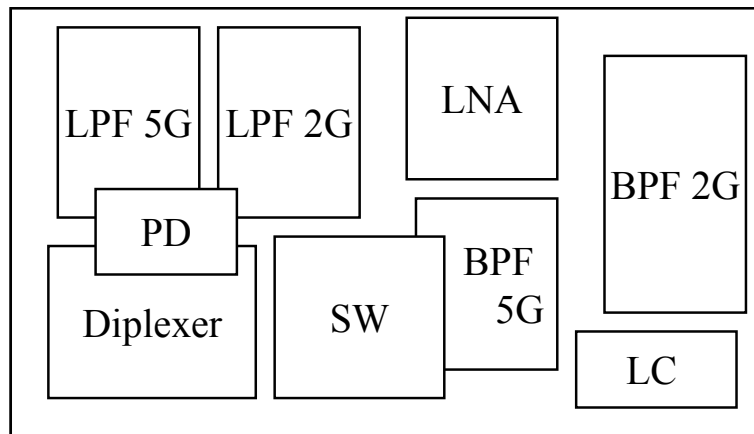 LPF 5G
LPF 2G
LNA
BPF 2G
PD
BPF
5G
Diplexer
SW
LC